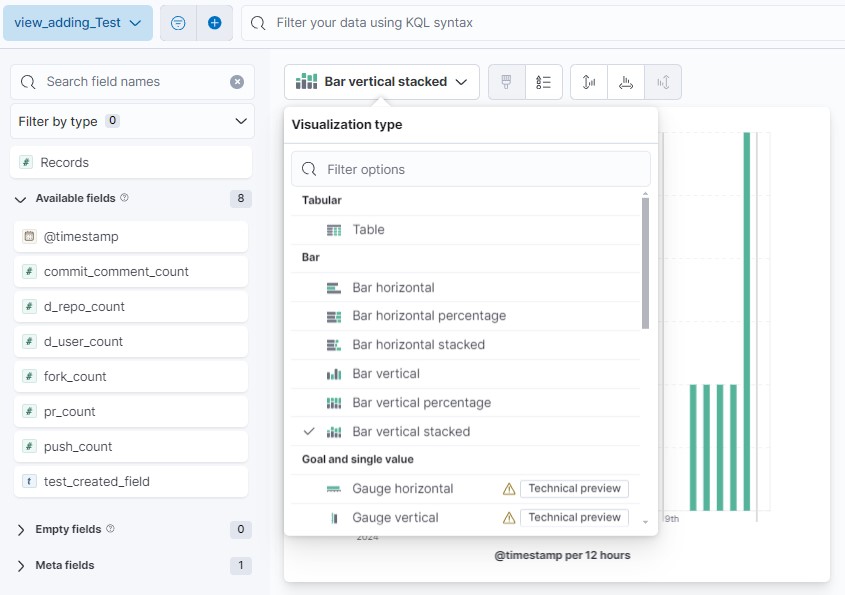 view_adding_Test
Filter your data using KQL syntax
Search field names
Filter by type 0
# Records
Available fields 8
@timestamp
# commit_comment_count
# d_repo_count
# d_user_count
# fork_count
# pr_count
# push_count
t test_created_field
Empty fields 0
Meta fields 1
Bar vertical stacked
Visualization type
Filter options
Tabular
Table
Bar
Bar horizontal
Bar horizontal percentage
Bar horizontal stacked
Bar vertical
Bar vertical percentage
Bar vertical stacked
Goal and single value
Gauge horizontal Technical preview
Gauge vertical Technical preview
9th
2024
@timestamp per 12 hours